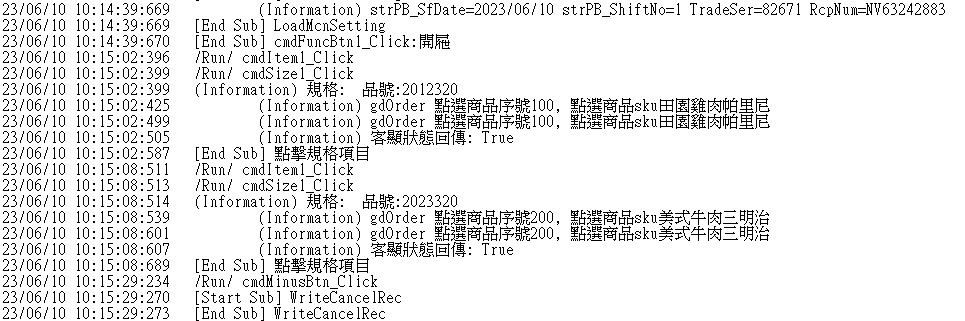 23/06/10 10:14:39:669 (Information) strPB_SfDate=2023/06/10 strPB_ShiftNo=1 TradeSer=82671 RcpNum=NV63242883
23/06/10 10:14:39:669 [End Sub] LoadMcnSetting
23/06/10 10:14:39:670 [End Sub] cmdFuncBtn1_Click:開屜
23/06/10 10:15:02:396 /Run/ cmdItem1_Click
23/06/10 10:15:02:399 /Run/ cmdSize1_Click
23/06/10 10:15:02:399 (Information) 規格: 品號:2012320
23/06/10 10:15:02:425 (Information) gdOrder 點選商品序號100, 點選商品sku田園雞肉帕里尼
23/06/10 10:15:02:499 (Information) gdOrder 點選商品序號100, 點選商品sku田園雞肉帕里尼
23/06/10 10:15:02:505 (Information) 客顯狀態回傳: True
23/06/10 10:15:02:587 [End Sub] 點擊規格項目
23/06/10 10:15:08:511 /Run/ cmdItem1_Click
23/06/10 10:15:08:513 /Run/ cmdSize1_Click
23/06/10 10:15:08:514 (Information) 規格: 品號:2023320
23/06/10 10:15:08:539 (Information) gdOrder 點選商品序號200, 點選商品sku美式牛肉三明治
23/06/10 10:15:08:601 (Information) gdOrder 點選商品序號200, 點選商品sku美式牛肉三明治
23/06/10 10:15:08:607 (Information) 客顯狀態回傳: True
23/06/10 10:15:08:689 [End Sub] 點擊規格項目
23/06/10 10:15:29:234 /Run/ cmdMinusBtn_Click
23/06/10 10:15:29:270 [Start Sub] WriteCancelRec
23/06/10 10:15:29:273 [End Sub] WriteCancelRec